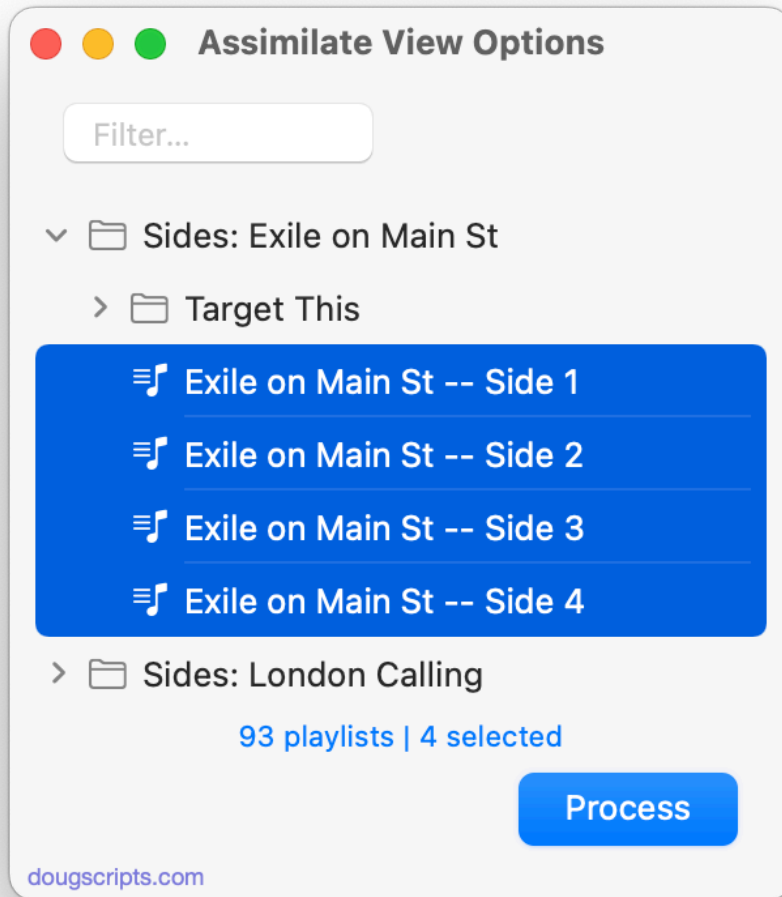 Assimilate View Options
Filter...
Sides: Exile on Main St
Target This
Exile on Main St -- Side 1
Exile on Main St -- Side 2
Exile on Main St -- Side 3
Exile on Main St -- Side 4
Sides: London Calling
93 playlists | 4 selected
Process
dougscripts.com